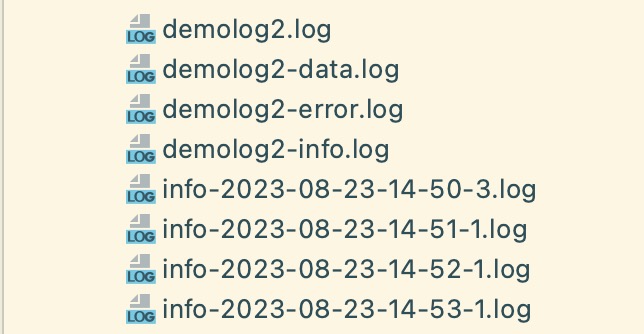 LOG demolog2.log
LOG demolog2-data.log
LOG demolog2-error.log
LOG demolog2-info.log
LOG info-2023-08-23-14-50-3.log
LOG info-2023-08-23-14-51-1.log
LOG info-2023-08-23-14-52-1.log
LOG info-2023-08-23-14-53-1.log